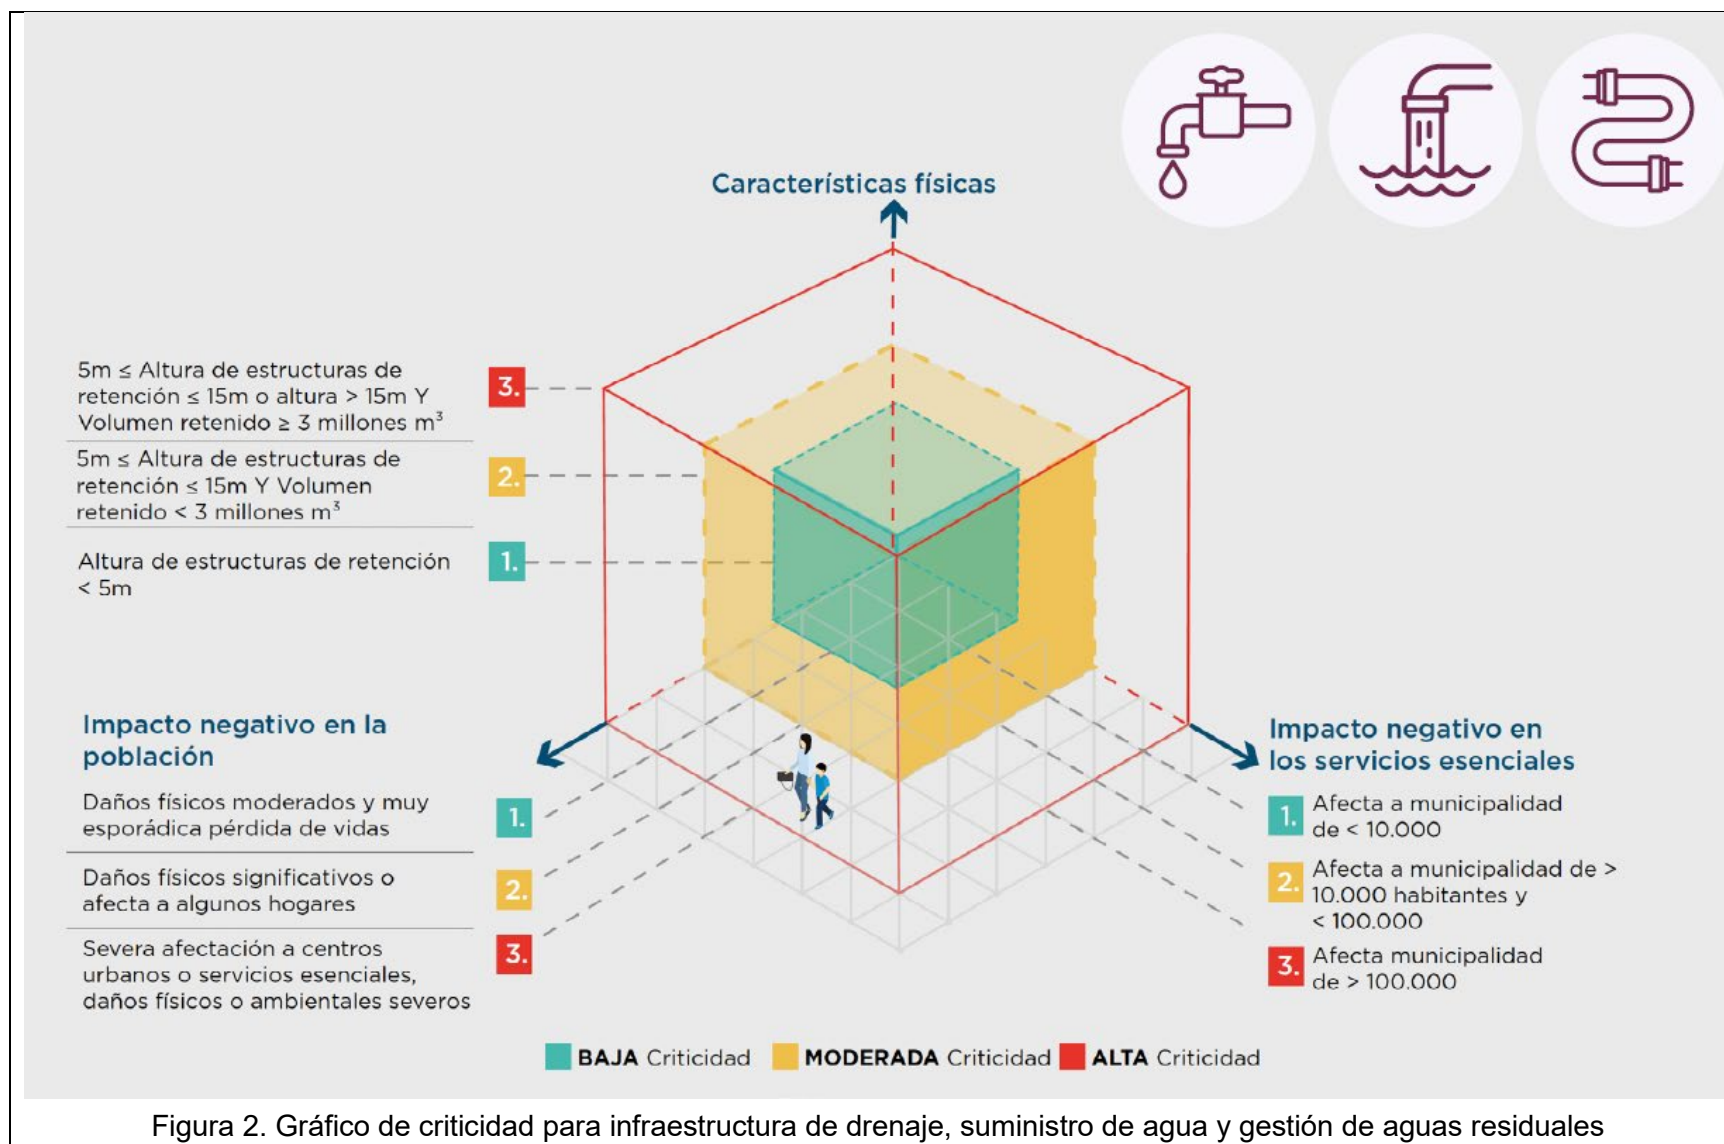 Características físicas
3.
5m ≤ Altura de estructuras de
retención ≤ 15m o altura > 15m Y
Volumen retenido ≥ 3 millones m³
2.
5m ≤ Altura de estructuras de
retención ≤ 15m Y Volumen
retenido < 3 millones m³
1.
Altura de estructuras de retención
< 5m
Impacto negativo en la
población
1.
Daños físicos moderados y muy
esporádica pérdida de vidas
2.
Daños físicos significativos o
afecta a algunos hogares
3.
Severa afectación a centros
urbanos o servicios esenciales,
daños físicos o ambientales severos
Impacto negativo en
los servicios esenciales
1.
Afecta a municipalidad
de < 10.000
2.
Afecta a municipalidad de >
10.000 habitantes y
< 100.000
3.
Afecta municipalidad
de > 100.000
BAJA Criticidad
MODERADA Criticidad
ALTA Criticidad
Figura 2. Gráfico de criticidad para infraestructura de drenaje, suministro de agua y gestión de aguas residuales